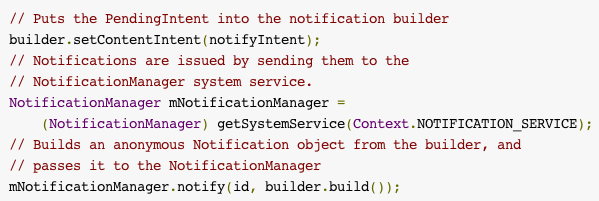 // Puts the PendingIntent into the notification builder
builder.setContentIntent(notifyIntent);
// Notifications are issued by sending them to the
// NotificationManager system service.
NotificationManager mNotificationManager =
    (NotificationManager) getSystemService(Context.NOTIFICATION_SERVICE);
// Builds an anonymous Notification object from the builder, and
// passes it to the NotificationManager
mNotificationManager.notify(id, builder.build());